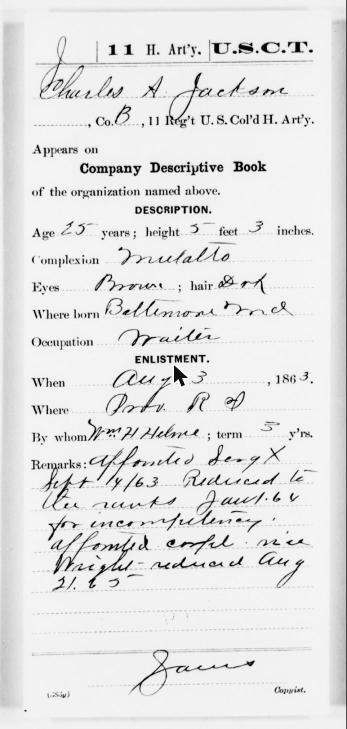 J | 11 H. Art'y. | U.S.C.T.
Charles A Jackson
, Co. B, 11 Reg't U. S. Col'd H. Art'y.
Appears on
Company Descriptive Book
of the organization named above.
DESCRIPTION.
Age 25 years; height 5 feet 3 inches.
Complexion Mulatto
Eyes Brown; hair Dark
Where born Baltimore Md
Occupation Waiter
ENLISTMENT.
When Aug 3, 1863.
Where Prov. R I
By whom Wm H Helme; term 3 y'rs.
Remarks: Appointed Serg X
Sept 14/63 Reduced to
the ranks Jan 1. 64
for incompetency.
Appointed corpl. vice
Wright reduced Aug
21. 65
Copyist.